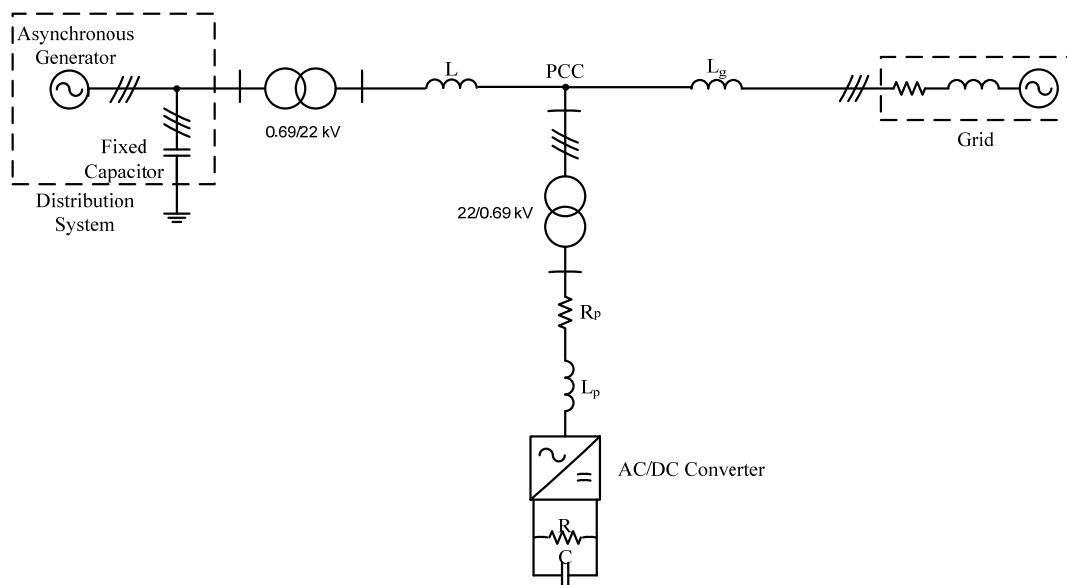 Asynchronous
Generator
Fixed
Capacitor
Distribution
System
0.69/22 kV
L
PCC
Lg
Grid
22/0.69 kV
Rp
Lp
AC/DC Converter
R
C